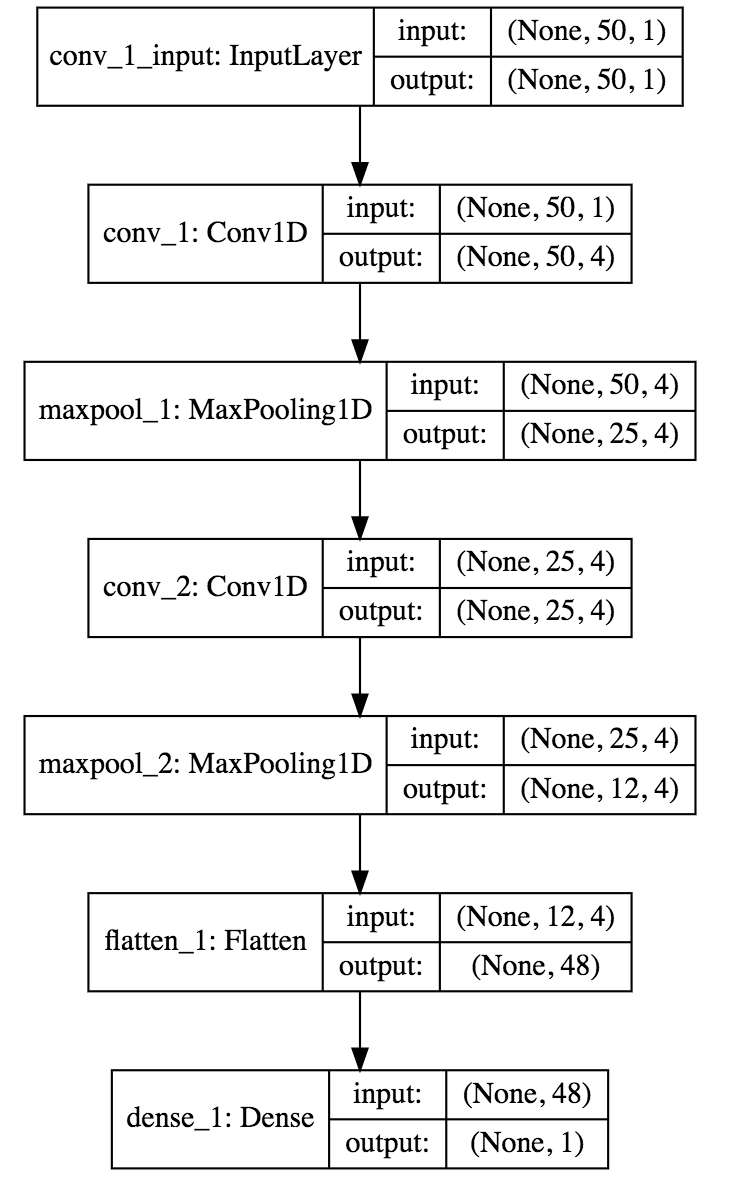 conv_1_input: InputLayer
input:
(None, 50, 1)
output:
(None, 50, 1)
conv_1: Conv1D
input:
(None, 50, 1)
output:
(None, 50, 4)
maxpool_1: MaxPooling1D
input:
(None, 50, 4)
output:
(None, 25, 4)
conv_2: Conv1D
input:
(None, 25, 4)
output:
(None, 25, 4)
maxpool_2: MaxPooling1D
input:
(None, 25, 4)
output:
(None, 12, 4)
flatten_1: Flatten
input:
(None, 12, 4)
output:
(None, 48)
dense_1: Dense
input:
(None, 48)
output:
(None, 1)